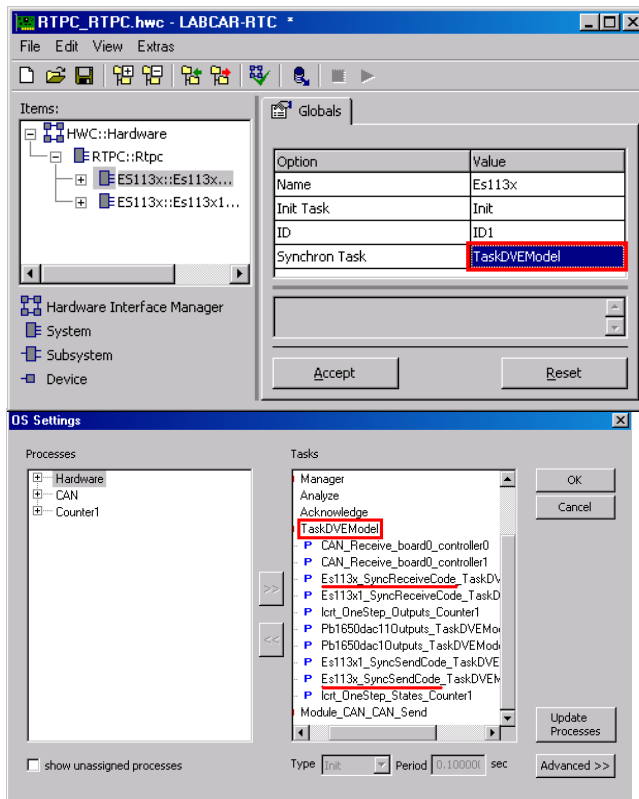 RTPC_RTPC.hwc - LABCAR-RTC *
File Edit View Extras
Items:
HWC::Hardware
RTPC::Rtpc
ES113x::Es113x...
ES113x::Es113x1...
Hardware Interface Manager
System
Subsystem
Device
Globals
Option Value
Name Es113x
Init Task Init
ID ID1
Synchron Task TaskDVEModel
Accept Reset
OS Settings
Processes
Hardware
CAN
Counter1
show unassigned processes
>>
<<
Tasks
Manager
Analyze
Acknowledge
TaskDVEModel
P CAN_Receive_board0_controller0
P CAN_Receive_board0_controller1
P Es113x_SyncReceiveCode_TaskDV
P Es113x1_SyncReceiveCode_TaskD
P lcrt_OneStep_Outputs_Counter1
P Pb1650dac11Outputs_TaskDVEMo
P Pb1650dac1Outputs_TaskDVEMode
P Es113x1_SyncSendCode_TaskDVE
P Es113x_SyncSendCode_TaskDVEM
P lcrt_OneStep_States_Counter1
Module_CAN_CAN_Send
Type Init Period 0.10000( sec
OK
Cancel
Update
Processes
Advanced >>